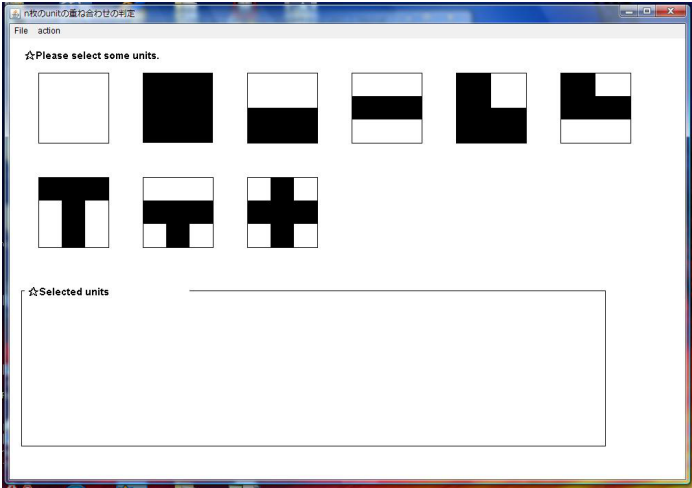 n枚のunitの重ね合わせの判定
File action
☆Please select some units.
☆Selected units